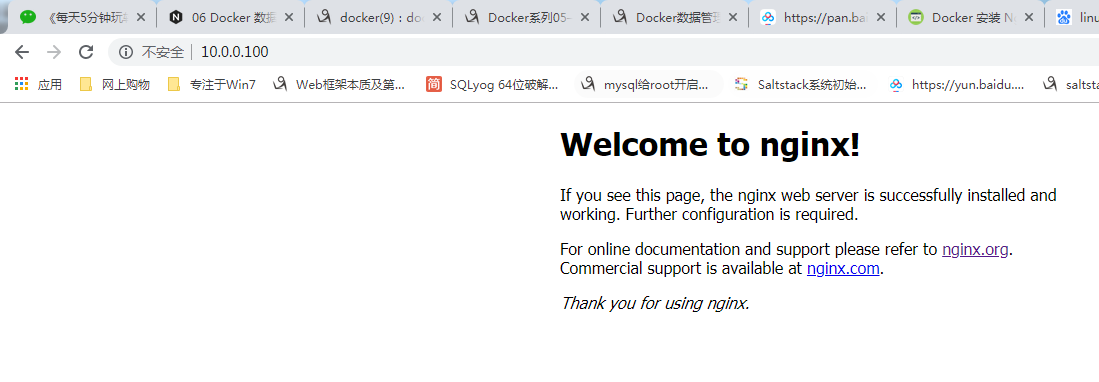 《每天5分钟玩
06 Docker 数据
docker(9)：do
Docker系列05-
Docker数据管
https://pan.ba
Docker 安装 N
linu
不安全 | 10.0.0.100
应用
网上购物
专注于Win7
Web框架本质及第...
简 SQLyog 64位破解...
mysql给root开启...
Saltstack系统初始...
https://yun.baidu....
saltsta
Welcome to nginx!
If you see this page, the nginx web server is successfully installed and
working. Further configuration is required.
For online documentation and support please refer to nginx.org.
Commercial support is available at nginx.com.
Thank you for using nginx.